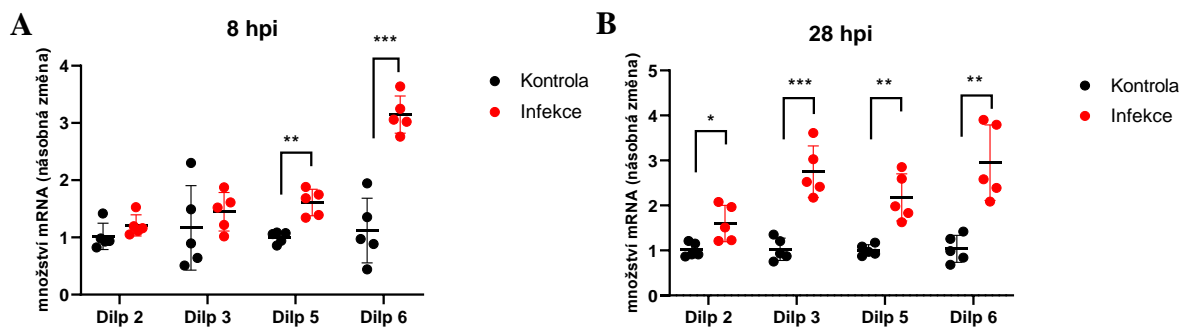 A
8 hpi
množství mRNA (násobná změna)
4
3
2
1
0
***
**
Dilp 2
Dilp 3
Dilp 5
Dilp 6
Kontrola
Infekce
B
28 hpi
množství mRNA (násobná změna)
5
4
3
2
1
0
*
***
**
**
Dilp 2
Dilp 3
Dilp 5
Dilp 6
Kontrola
Infekce